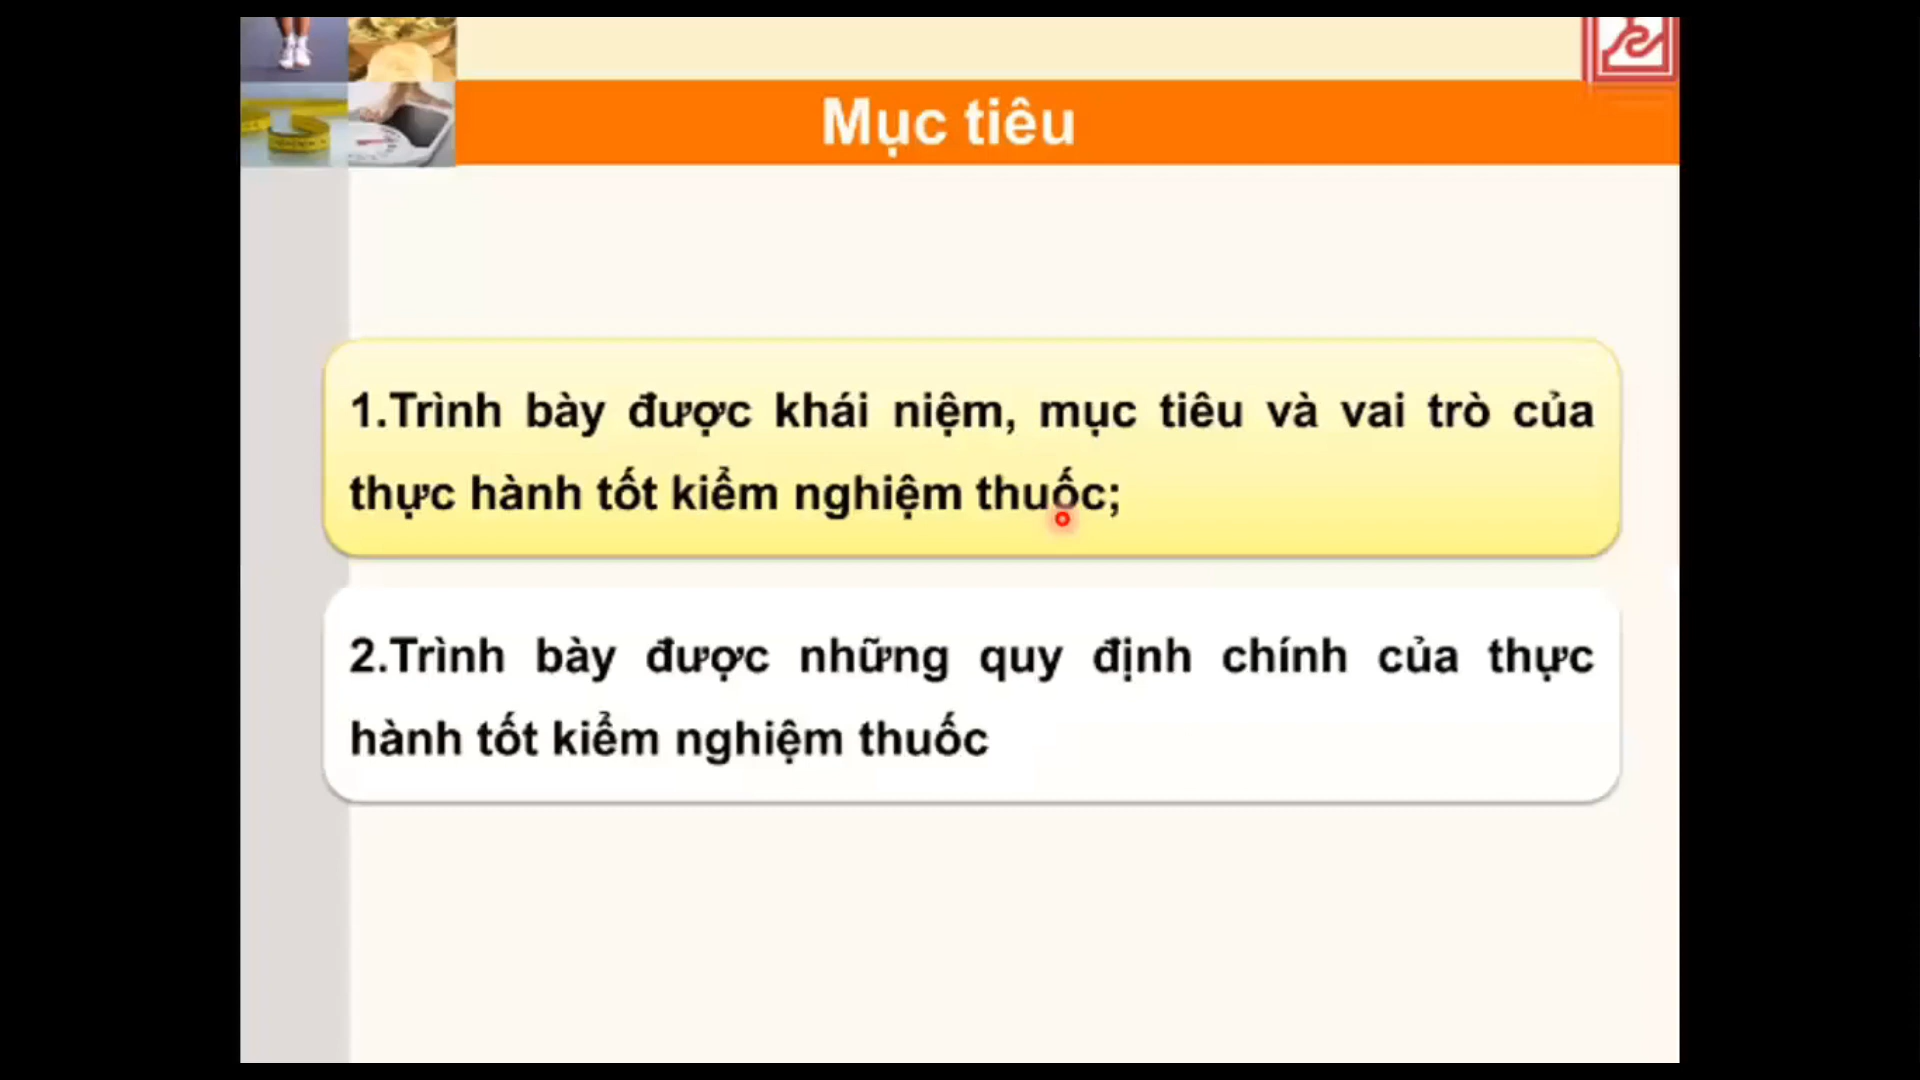 Mục tiêu
1.Trình bày được khái niệm, mục tiêu và vai trò của
thực hành tốt kiểm nghiệm thuốc;
2.Trình bày được những quy định chính của thực
hành tốt kiểm nghiệm thuốc